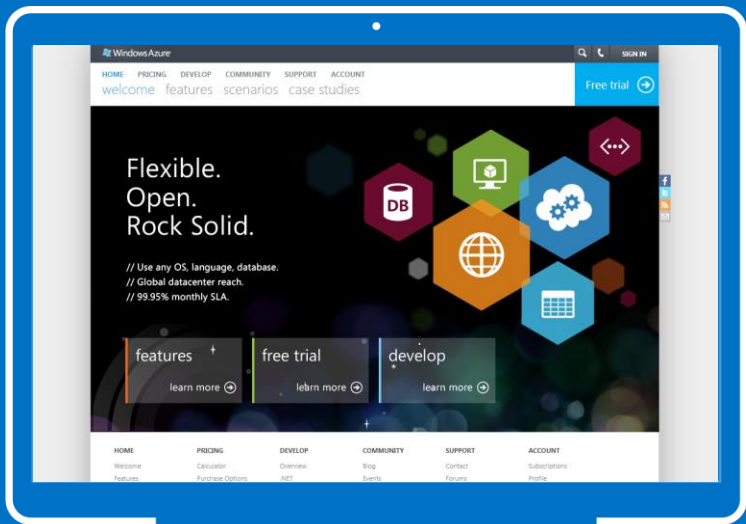 Windows Azure
SIGN IN
HOME PRICING DEVELOP COMMUNITY SUPPORT ACCOUNT
welcome features scenarios case studies
Free trial
Flexible.
Open.
Rock Solid.
DB
// Use any OS, language, database.
// Global datacenter reach.
// 99.95% monthly SLA.
features free trial develop
learn more learn more learn more
HOME PRICING DEVELOP COMMUNITY SUPPORT ACCOUNT
Welcome Calculator Overview Blog Contact Subscriptions
Features Purchase Options .NET Events Forums Profile